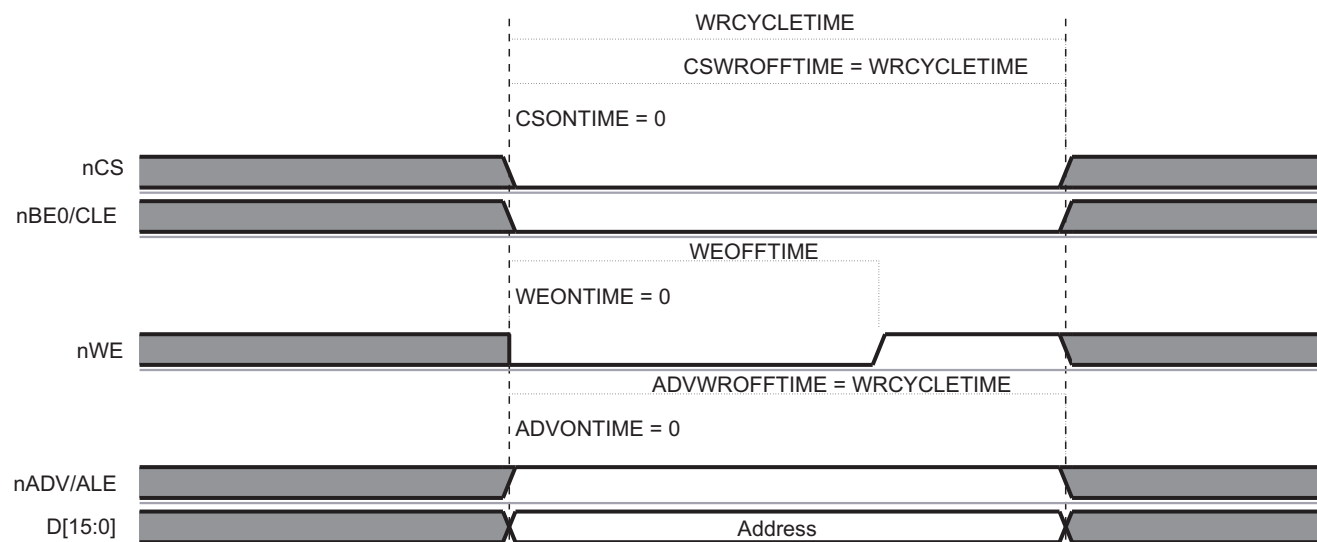 WRCYCLETIME
CSWROFFTIME = WRCYCLETIME
CSONTIME = 0
nCS
nBE0/CLE
WEOFFTIME
WEONTIME = 0
nWE
ADVWROFFTIME = WRCYCLETIME
ADVONTIME = 0
nADV/ALE
D[15:0]
Address